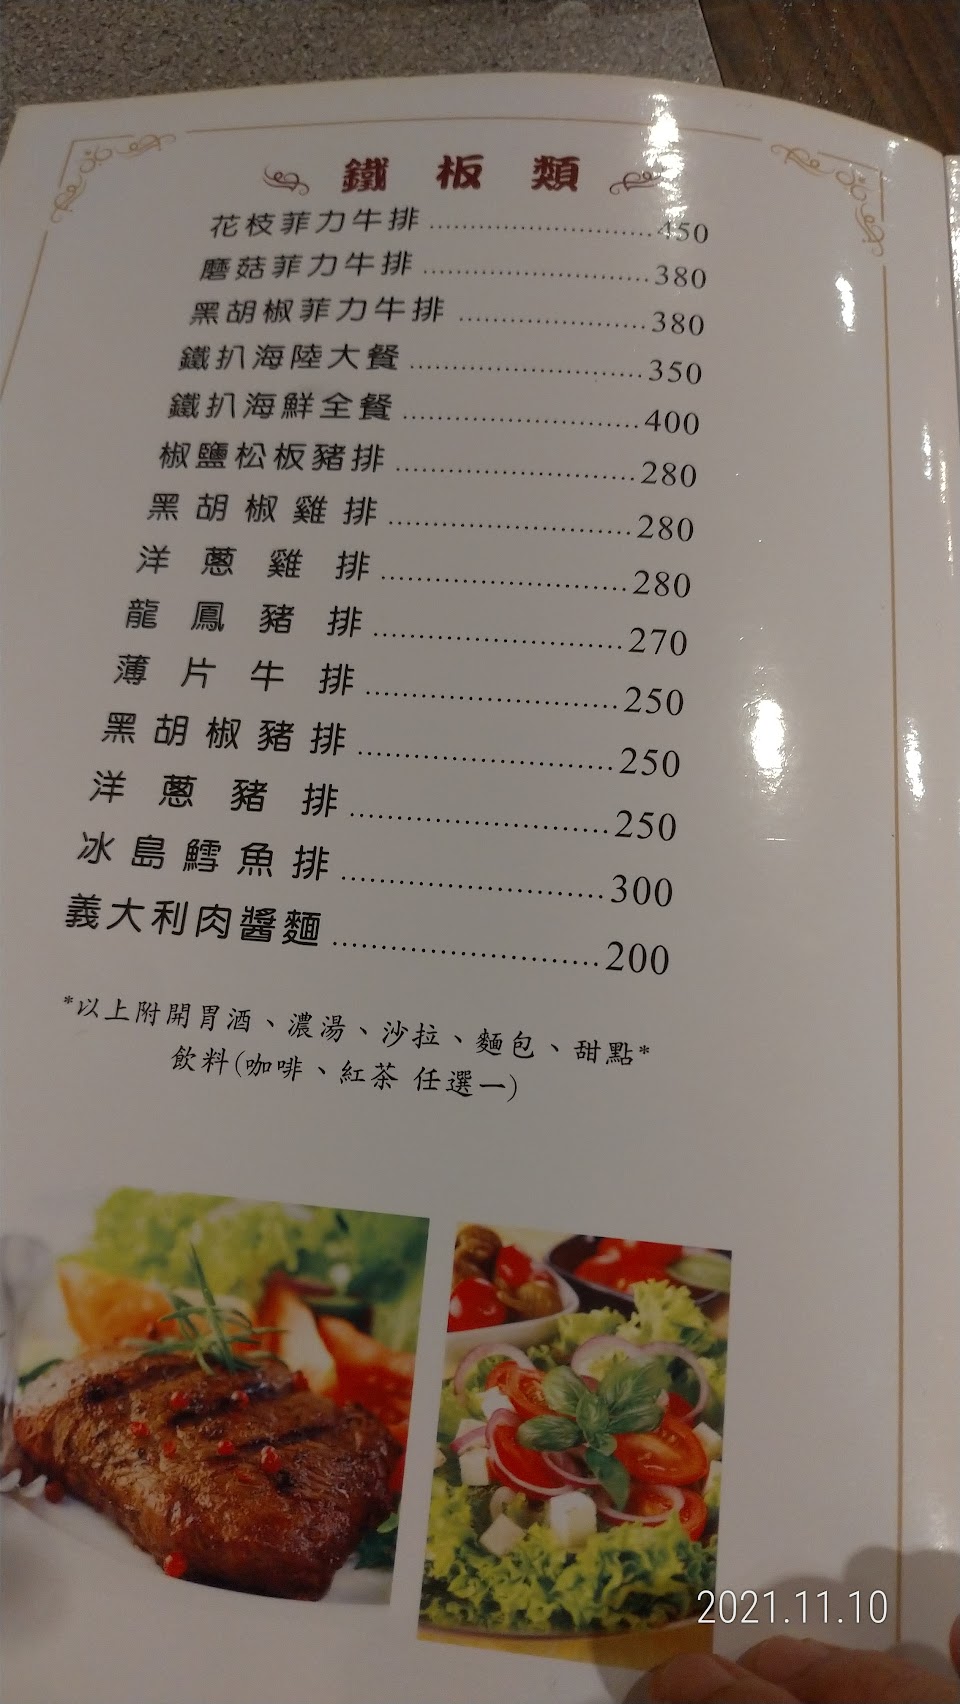 鐵板類
花枝菲力牛排 450
蘑菇菲力牛排 380
黑胡椒菲力牛排 380
鐵扒海陸大餐 350
鐵扒海鮮全餐 400
椒鹽松板豬排 280
黑胡椒雞排 280
洋蔥雞排 280
龍鳳豬排 270
薄片牛排 250
黑胡椒豬排 250
洋蔥豬排 250
冰島鱈魚排 300
義大利肉醬麵 200
*以上附開胃酒、濃湯、沙拉、麵包、甜點*
飲料(咖啡、紅茶 任選一)
2021.11.10